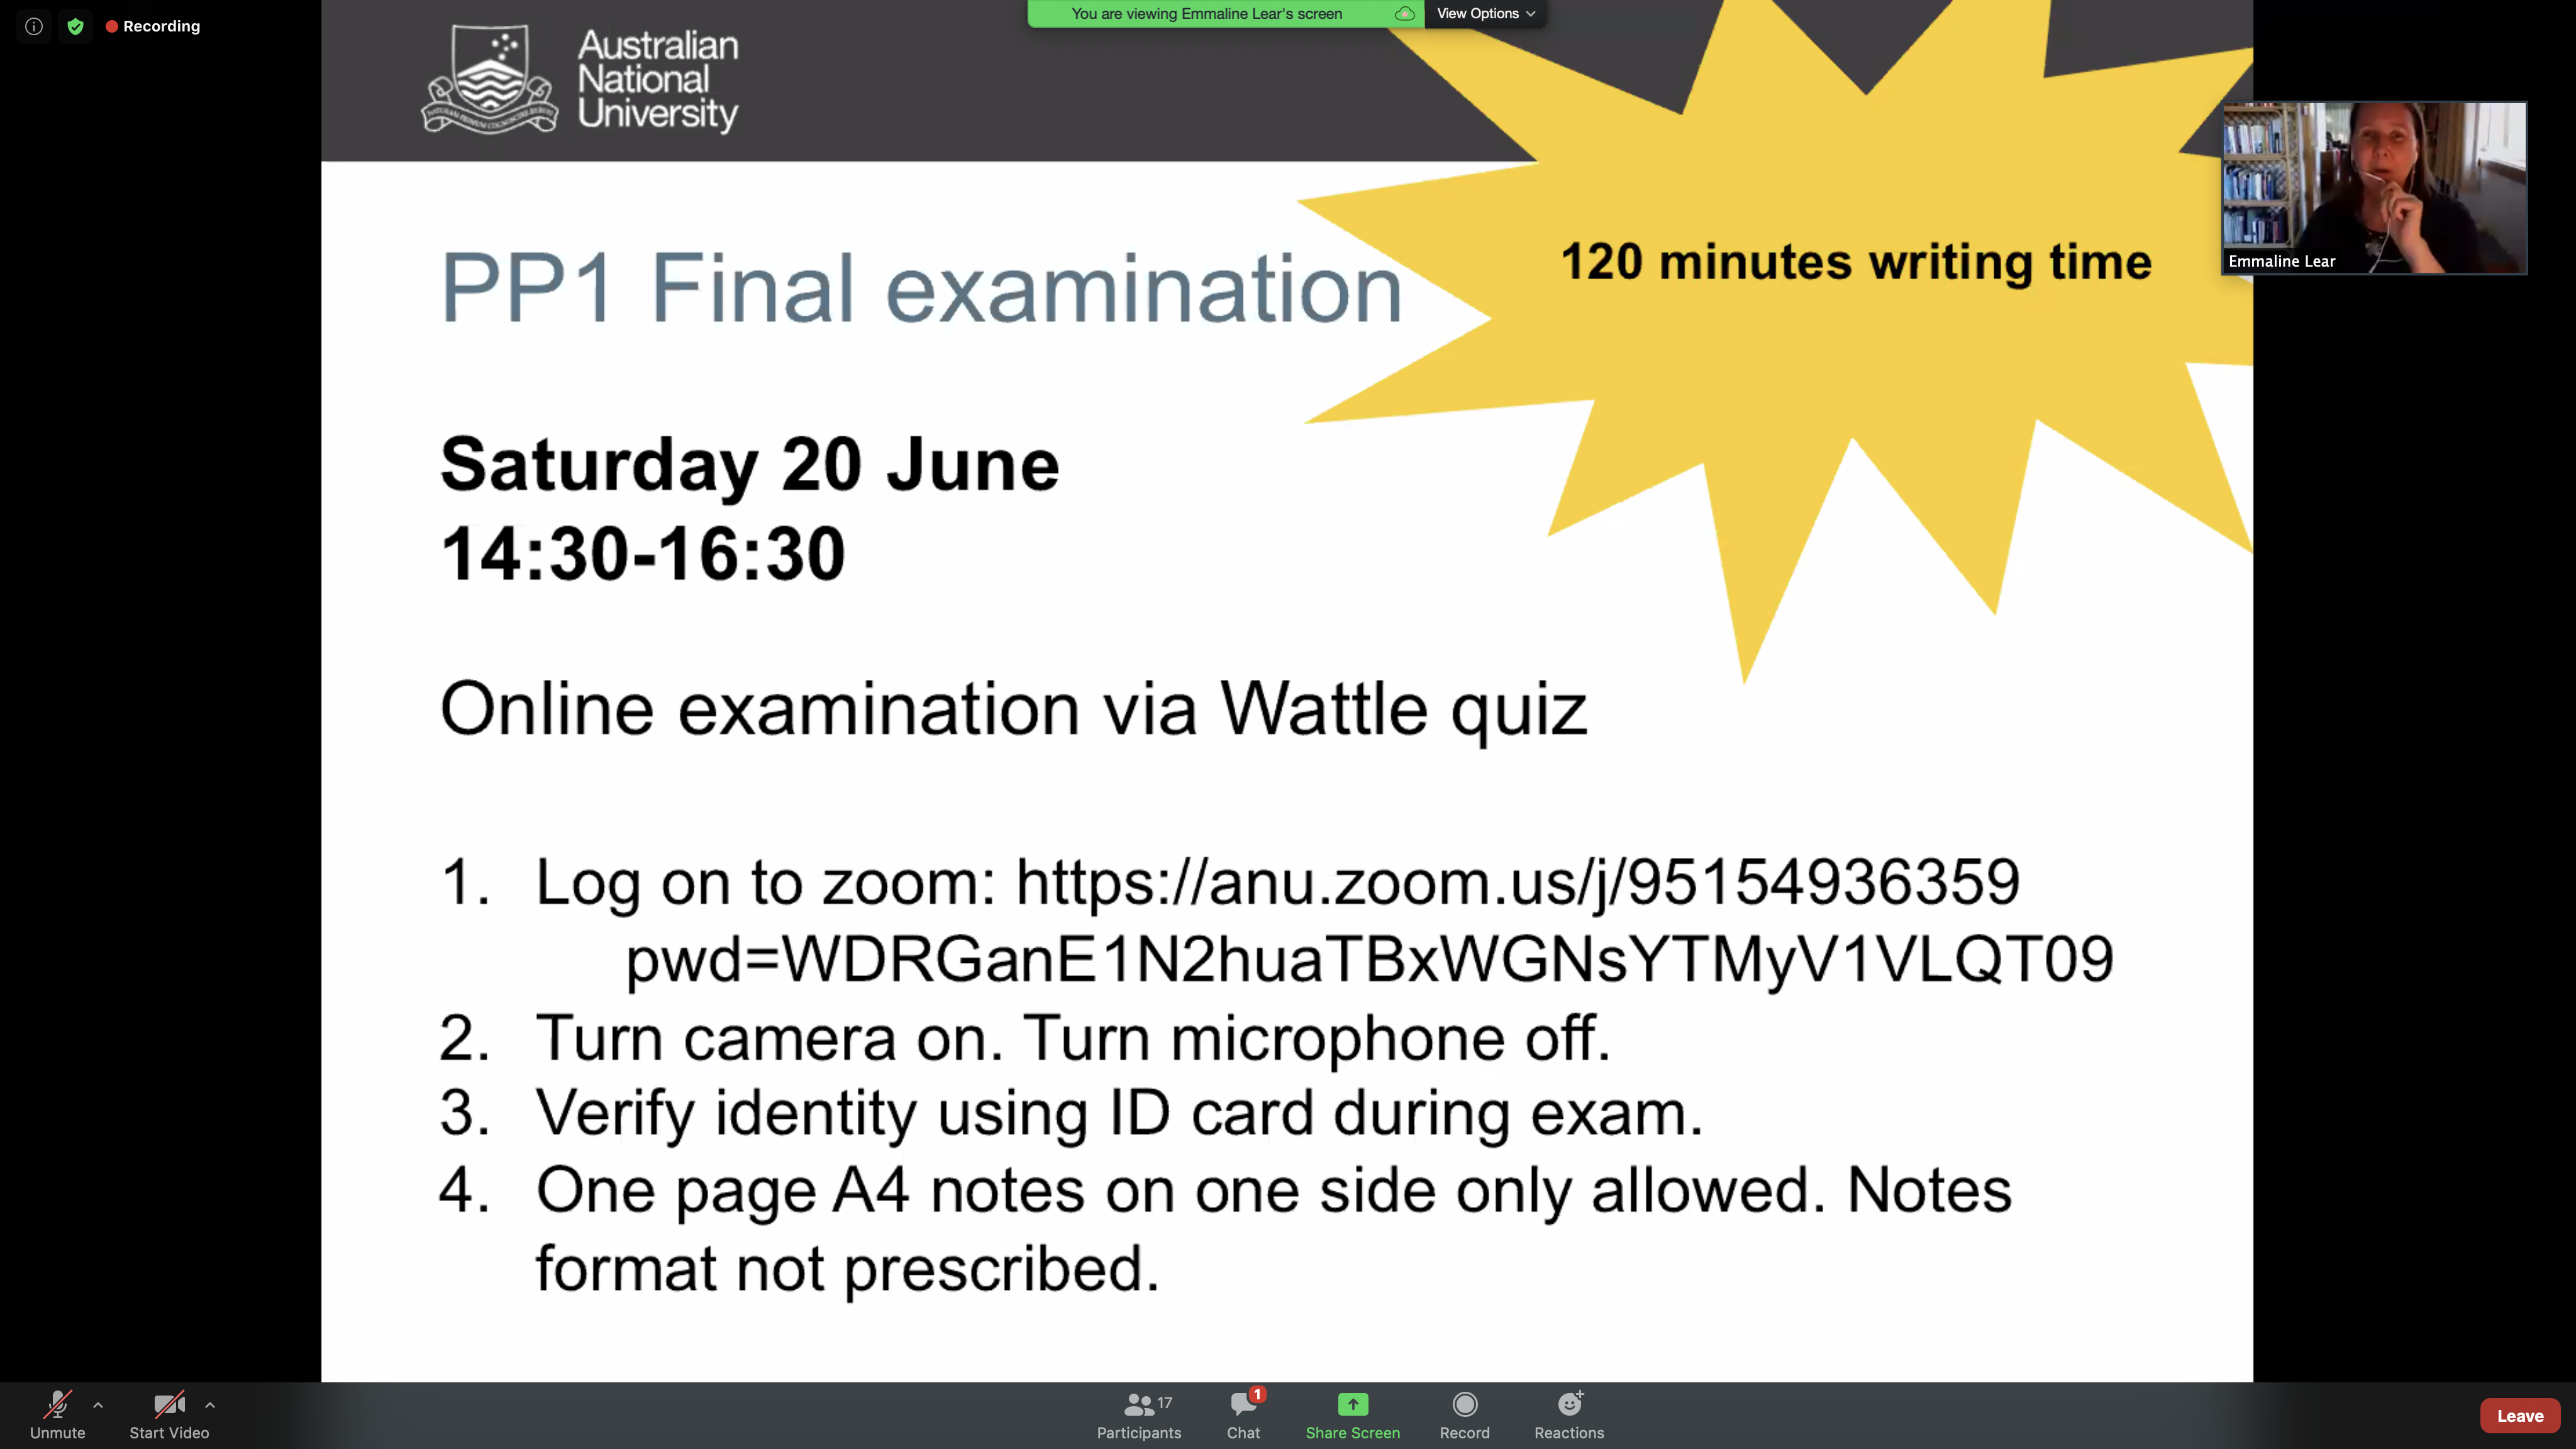 Recording
You are viewing Emmaline Lear's screen
View Options
Australian
National
University
120 minutes writing time
Emmaline Lear
PP1 Final examination
Saturday 20 June
14:30-16:30
Online examination via Wattle quiz
1. Log on to zoom: https://anu.zoom.us/j/95154936359
pwd=WDRGanE1N2huaTBxWGNsYTMyV1VLQT09
2. Turn camera on. Turn microphone off.
3. Verify identity using ID card during exam.
4. One page A4 notes on one side only allowed. Notes
format not prescribed.
Unmute
Start Video
17
Participants
1
Chat
Share Screen
Record
Reactions
Leave